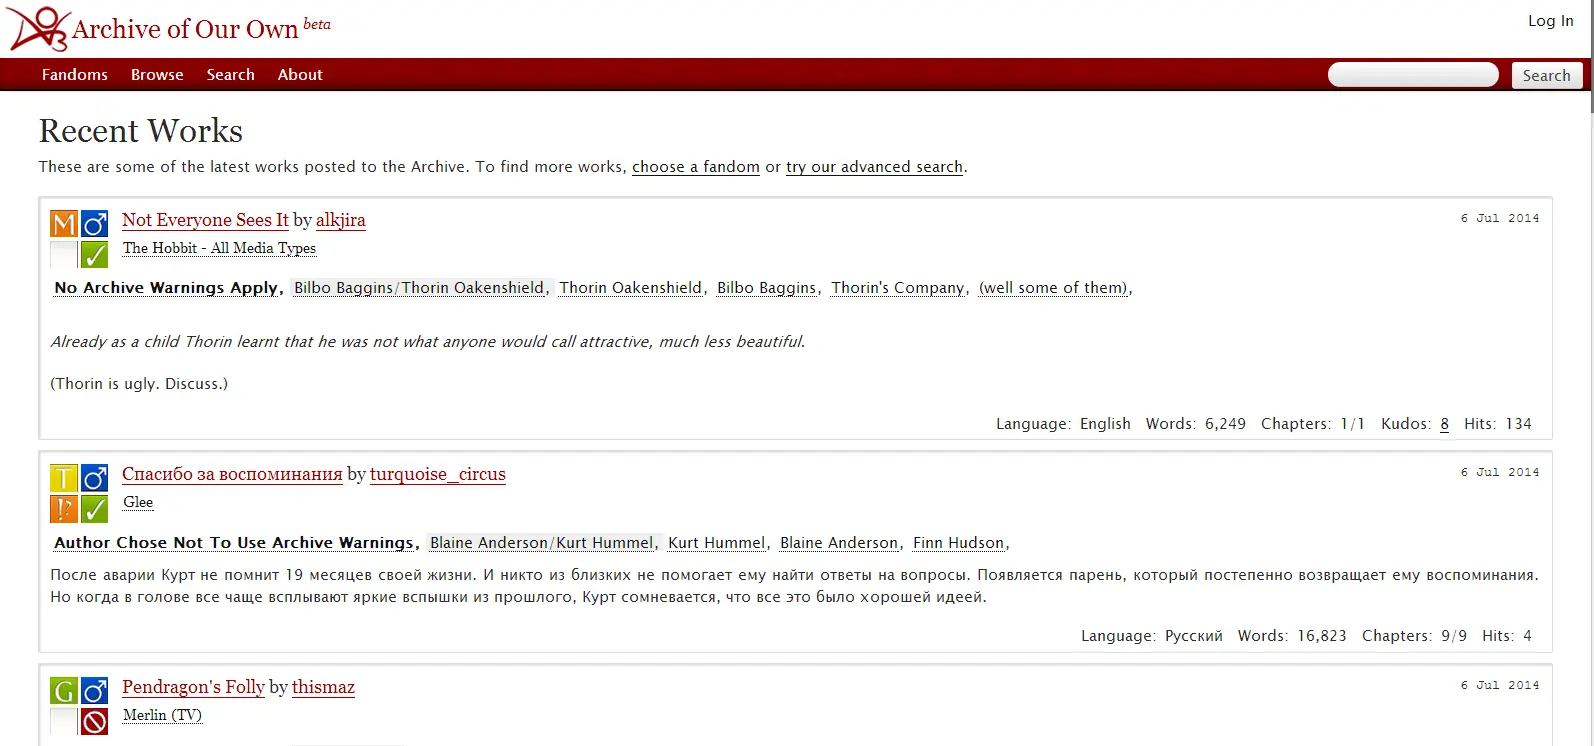 Archive of Our Own beta
Log In
Fandoms Browse Search About
Search
Recent Works
These are some of the latest works posted to the Archive. To find more works, choose a fandom or try our advanced search.
M
Not Everyone Sees It by alkjira
6 Jul 2014
The Hobbit - All Media Types
No Archive Warnings Apply, Bilbo Baggins/Thorin Oakenshield, Thorin Oakenshield, Bilbo Baggins, Thorin's Company, (well some of them),
Already as a child Thorin learnt that he was not what anyone would call attractive, much less beautiful.
(Thorin is ugly. Discuss.)
Language: English Words: 6,249 Chapters: 1/1 Kudos: 8 Hits: 134
T
Спасибо за воспоминания by turquoise_circus
6 Jul 2014
!?
Glee
Author Chose Not To Use Archive Warnings, Blaine Anderson/Kurt Hummel, Kurt Hummel, Blaine Anderson, Finn Hudson,
После аварии Курт не помнит 19 месяцев своей жизни. И никто из близких не помогает ему найти ответы на вопросы. Появляется парень, который постепенно возвращает ему воспоминания.
Но когда в голове все чаще всплывают яркие вспышки из прошлого, Курт сомневается, что все это было хорошей идеей.
Language: Русский Words: 16,823 Chapters: 9/9 Hits: 4
G
Pendragon's Folly by thismaz
6 Jul 2014
Merlin (TV)